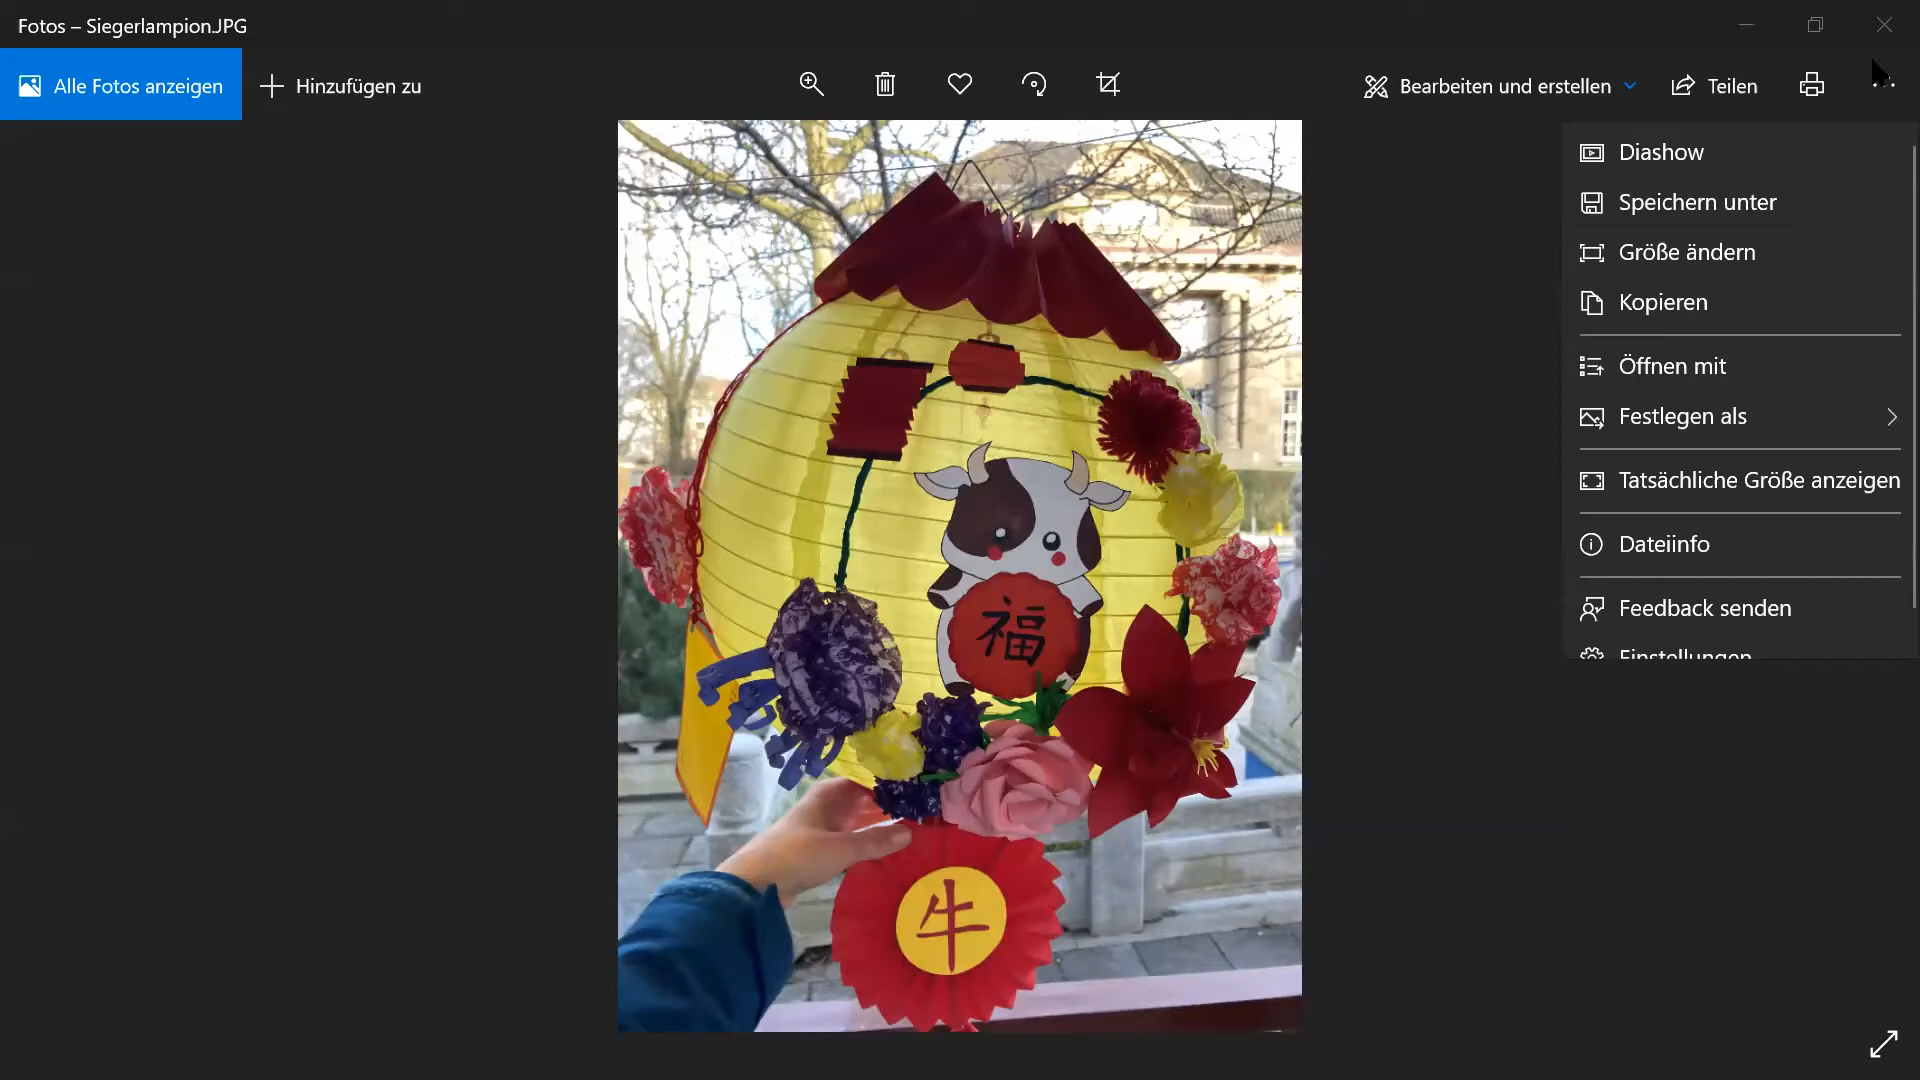 Fotos – Siegerlampion.JPG
Alle Fotos anzeigen
Hinzufügen zu
Bearbeiten und erstellen
Teilen
Diashow
Speichern unter
Größe ändern
Kopieren
Öffnen mit
Festlegen als
Tatsächliche Größe anzeigen
Dateiinfo
Feedback senden
Einstellungen
福
牛